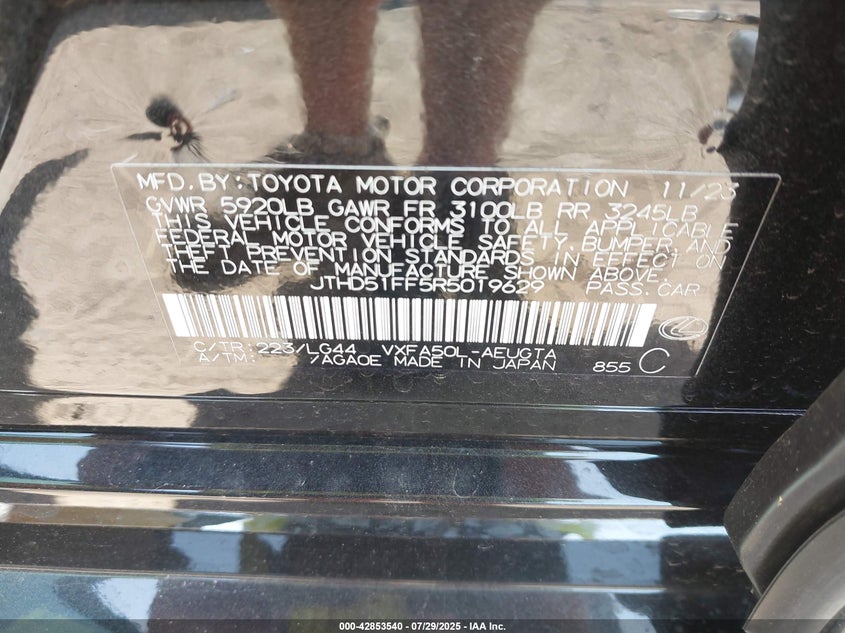 MFD. BY: TOYOTA MOTOR CORPORATION 11/23
GVWR 5920LB GAWR FR 3100LB RR 3245LB
THIS VEHICLE CONFORMS TO ALL APPLICABLE
FEDERAL MOTOR VEHICLE SAFETY, BUMPER, AND
THEFT PREVENTION STANDARDS IN EFFECT ON
THE DATE OF MANUFACTURE SHOWN ABOVE.
JTHD51FF5R5019629 PASS. CAR
C/TR: 223/LG44 VXFA50L-AEUGTA
A/TM: /AGA0E MADE IN JAPAN 855 C
000-42853540 - 07/29/2025 - IAA Inc.